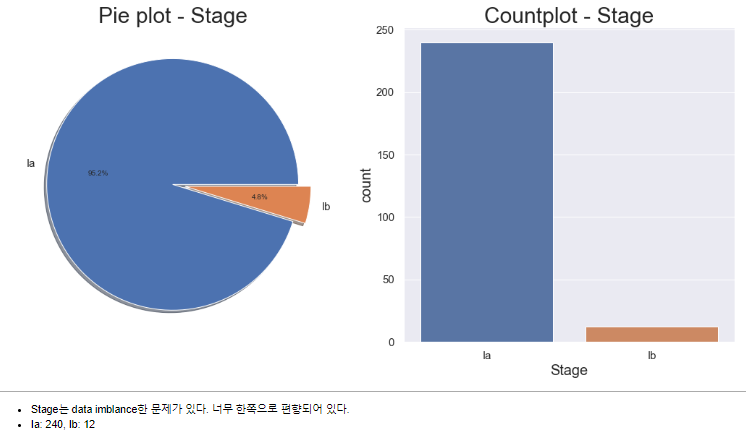 Pie plot - Stage
Countplot - Stage
Ia
95.2%
4.8%
Ib
250
200
150
100
50
0
count
Ia
Ib
Stage
Stage는 data imblance한 문제가 있다. 너무 한쪽으로 편향되어 있다.
Ia: 240, Ib: 12